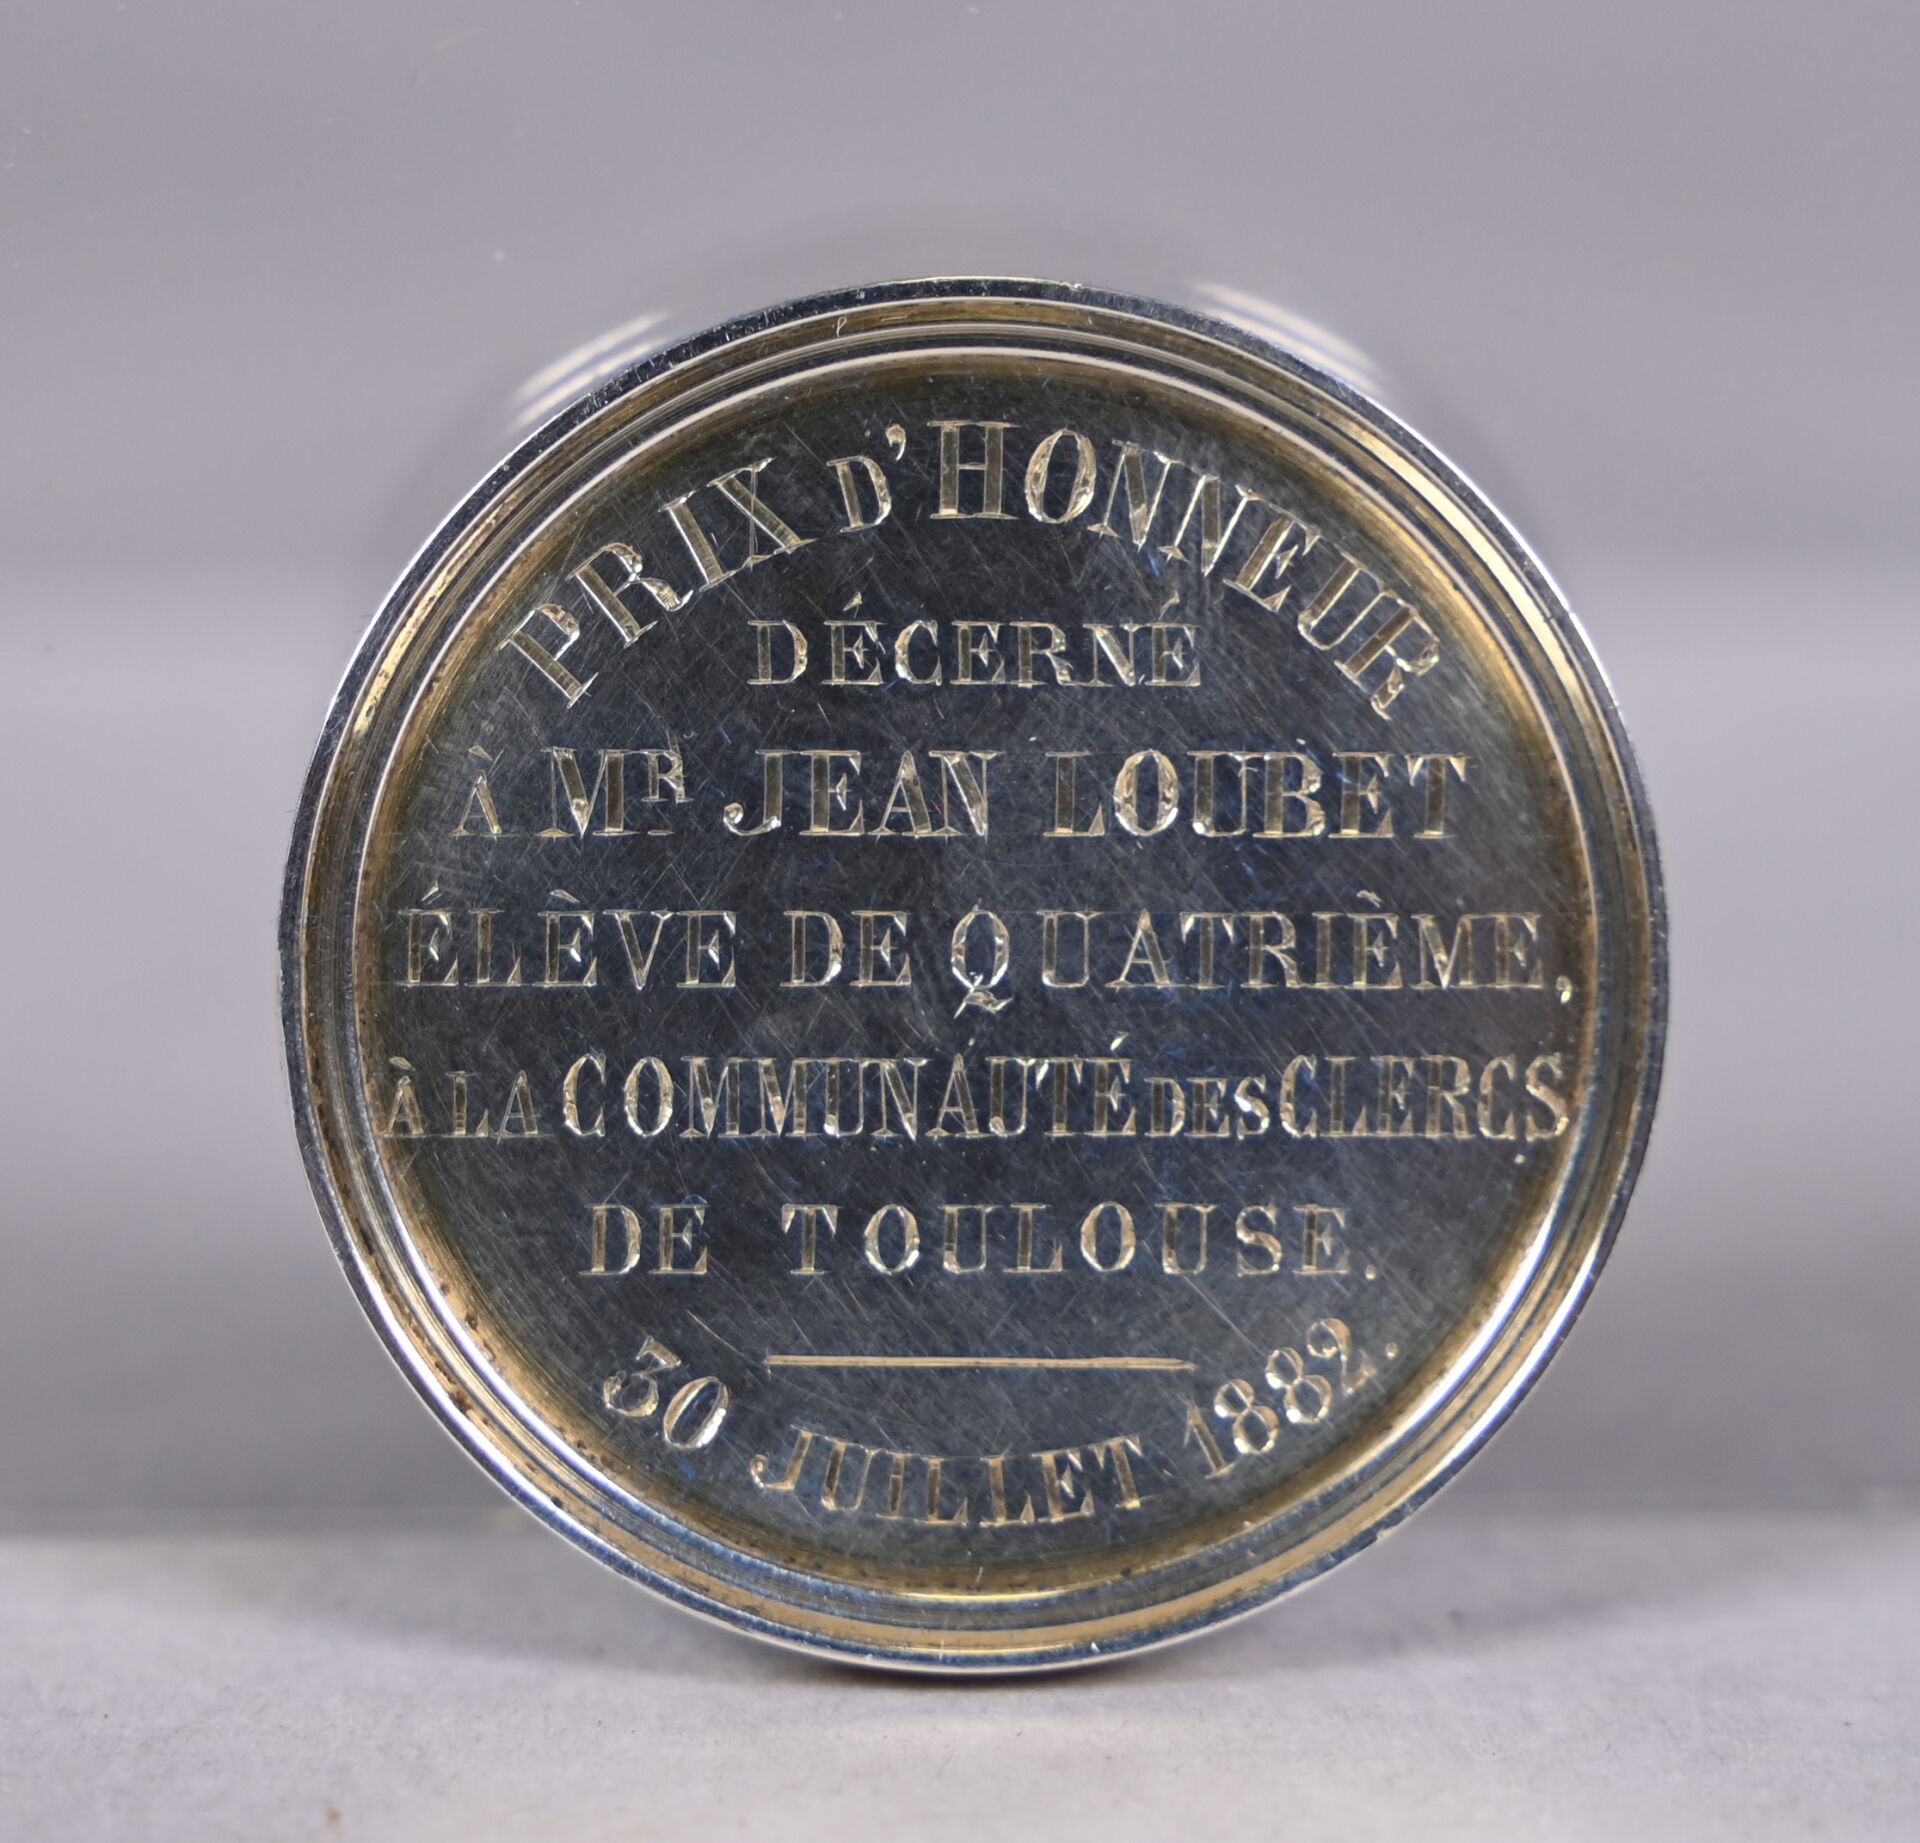 PRIX D'HONNEUR
DÉCERNÉ
À MR JEAN LOUBET
ÉLÈVE DE QUATRIÈME,
À LA COMMUNAUTÉ DES CLERCS
DE TOULOUSE.
30 JUILLET 1882.